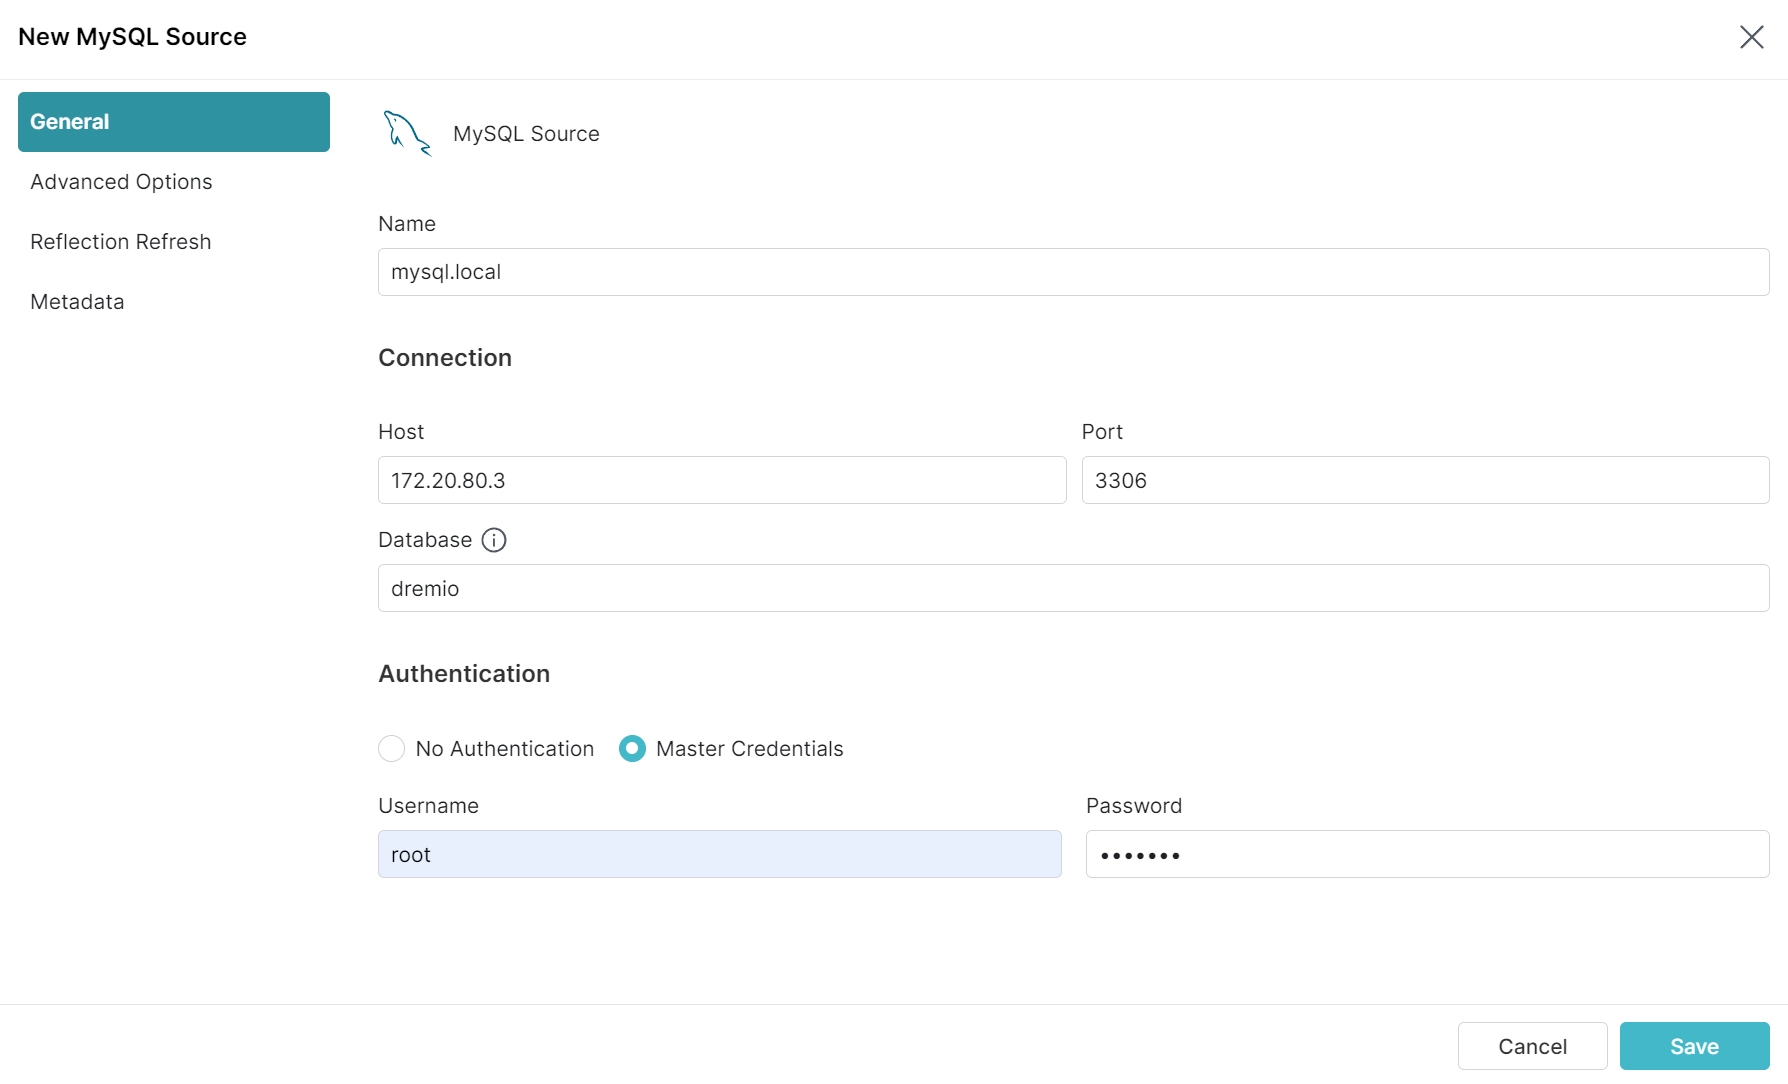 New MySQL Source
General
Advanced Options
Reflection Refresh
Metadata
MySQL Source
Name
mysql.local
Connection
Host Port
172.20.80.3 3306
Database
dremio
Authentication
No Authentication Master Credentials
Username Password
root •••••••
Cancel Save